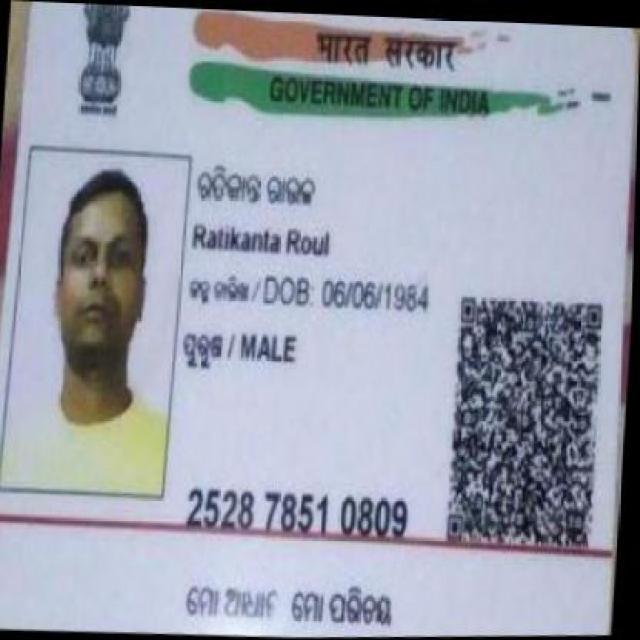 भारत सरकार
GOVERNMENT OF INDIA
ରତିକାନ୍ତ ରାଉଳ
Ratikanta Roul
ଜନ୍ମ ତାରିଖ / DOB: 06/06/1984
ପୁରୁଷ / MALE
2528 7851 0809
ମୋ ଆଧାର ମୋ ପରିଚୟ